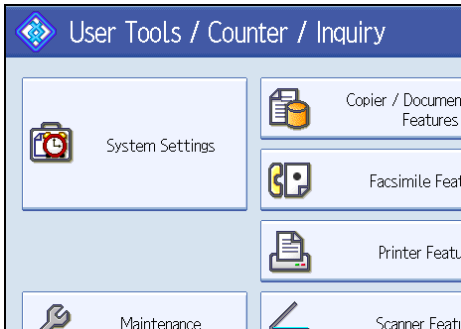 User Tools / Counter / Inquiry
System Settings
Copier / Documen
Features
Facsimile Feat
Printer Featu
Maintenance
Scanner Featu